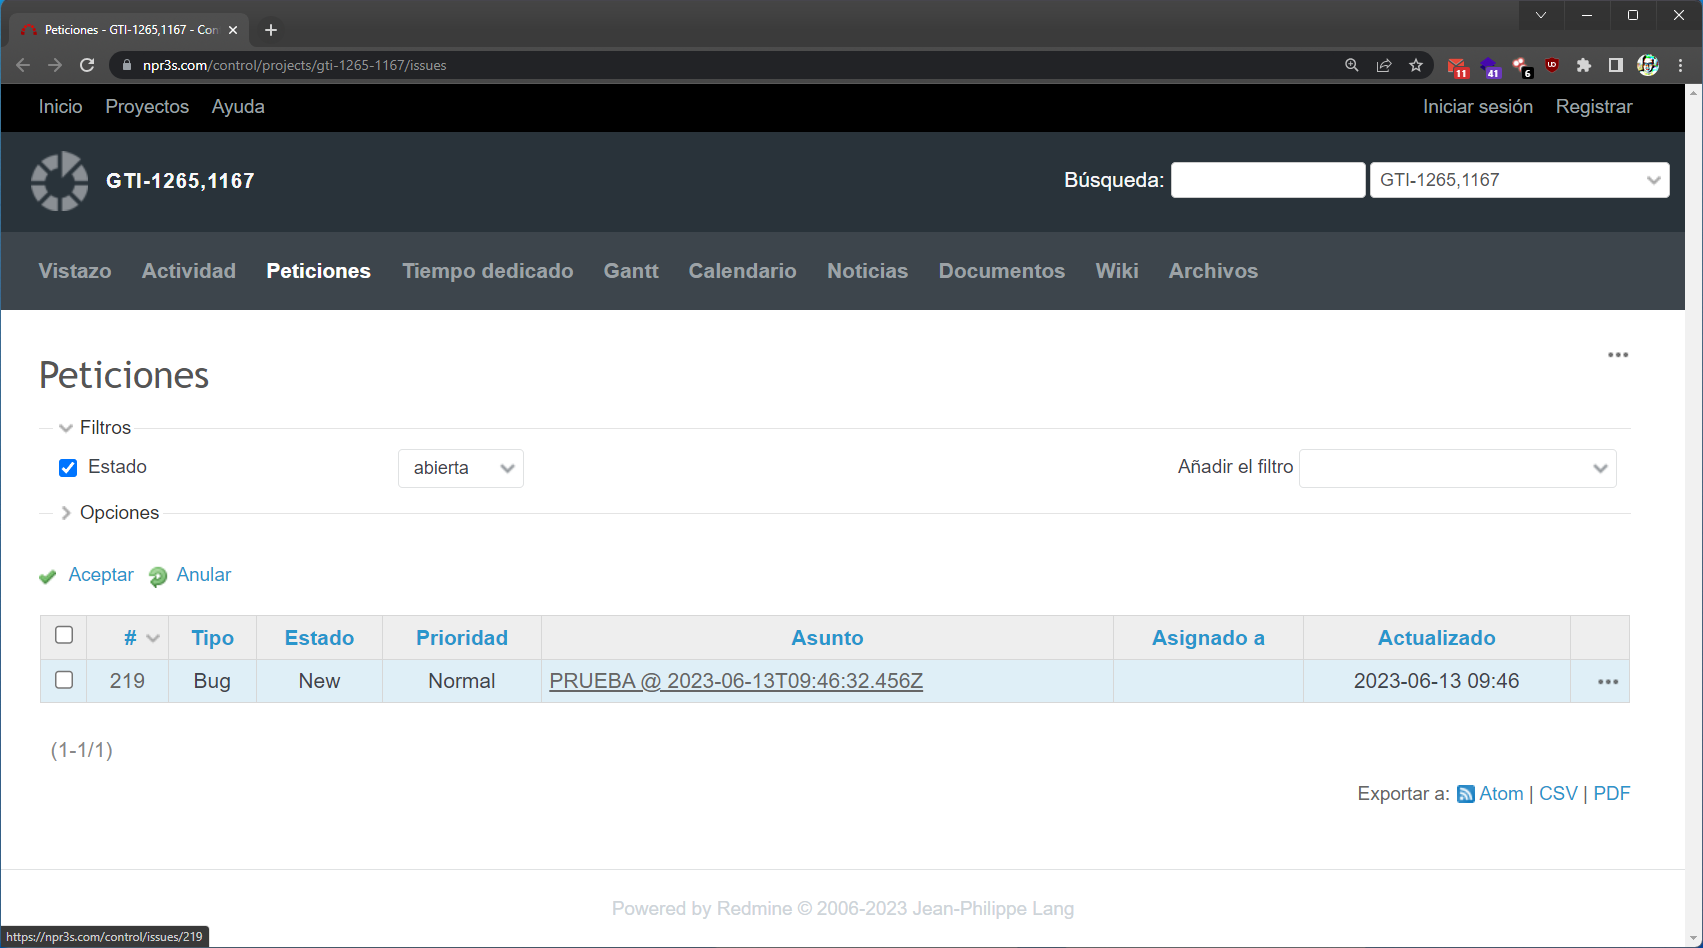 Peticiones - GTI-1265,1167 - Con
npr3s.com/control/projects/gti-1265-1167/issues
11 41 6
Inicio Proyectos Ayuda Iniciar sesión Registrar
GTI-1265,1167 Búsqueda: GTI-1265,1167
Vistazo Actividad Peticiones Tiempo dedicado Gantt Calendario Noticias Documentos Wiki Archivos
Peticiones
Filtros
Estado abierta Añadir el filtro
Opciones
Aceptar Anular
# Tipo Estado Prioridad Asunto Asignado a Actualizado
219 Bug New Normal PRUEBA @ 2023-06-13T09:46:32.456Z 2023-06-13 09:46
(1-1/1)
Exportar a: Atom | CSV | PDF
Powered by Redmine © 2006-2023 Jean-Philippe Lang
https://npr3s.com/control/issues/219